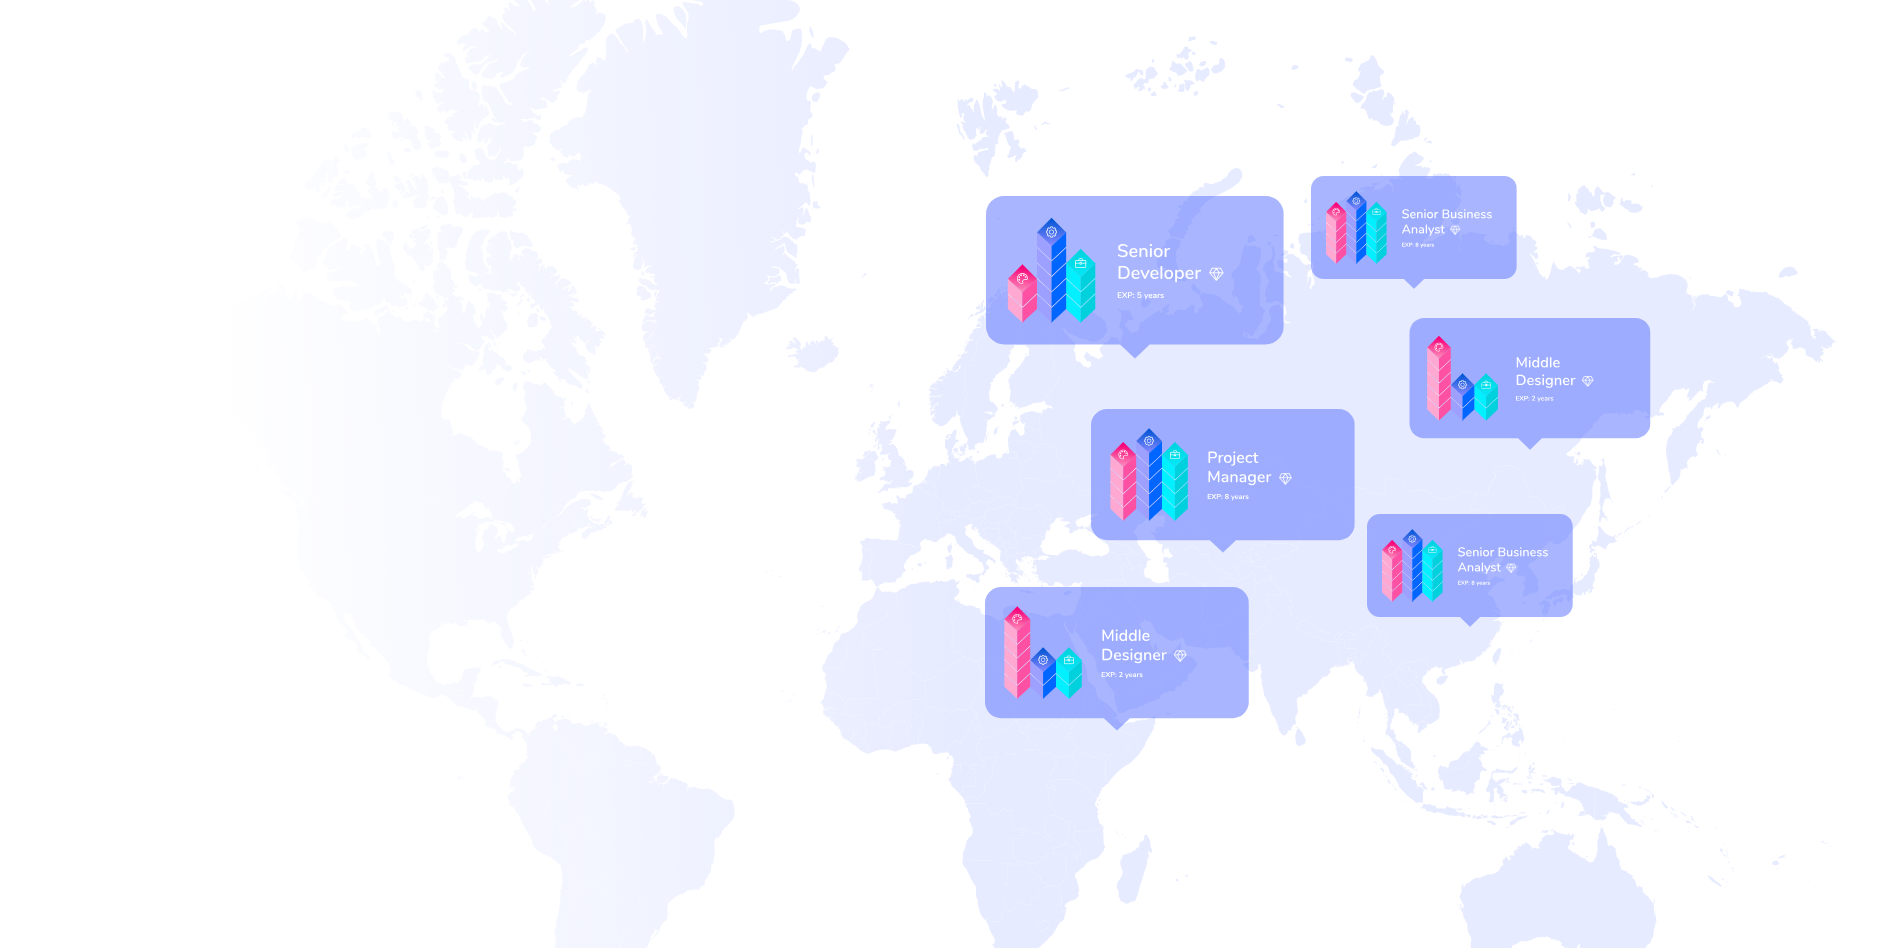 Senior
Developer
EXP: 5 years
Senior Business
Analyst
EXP: 8 years
Middle
Designer
EXP: 2 years
Project
Manager
EXP: 8 years
Senior Business
Analyst
EXP: 8 years
Middle
Designer
EXP: 2 years